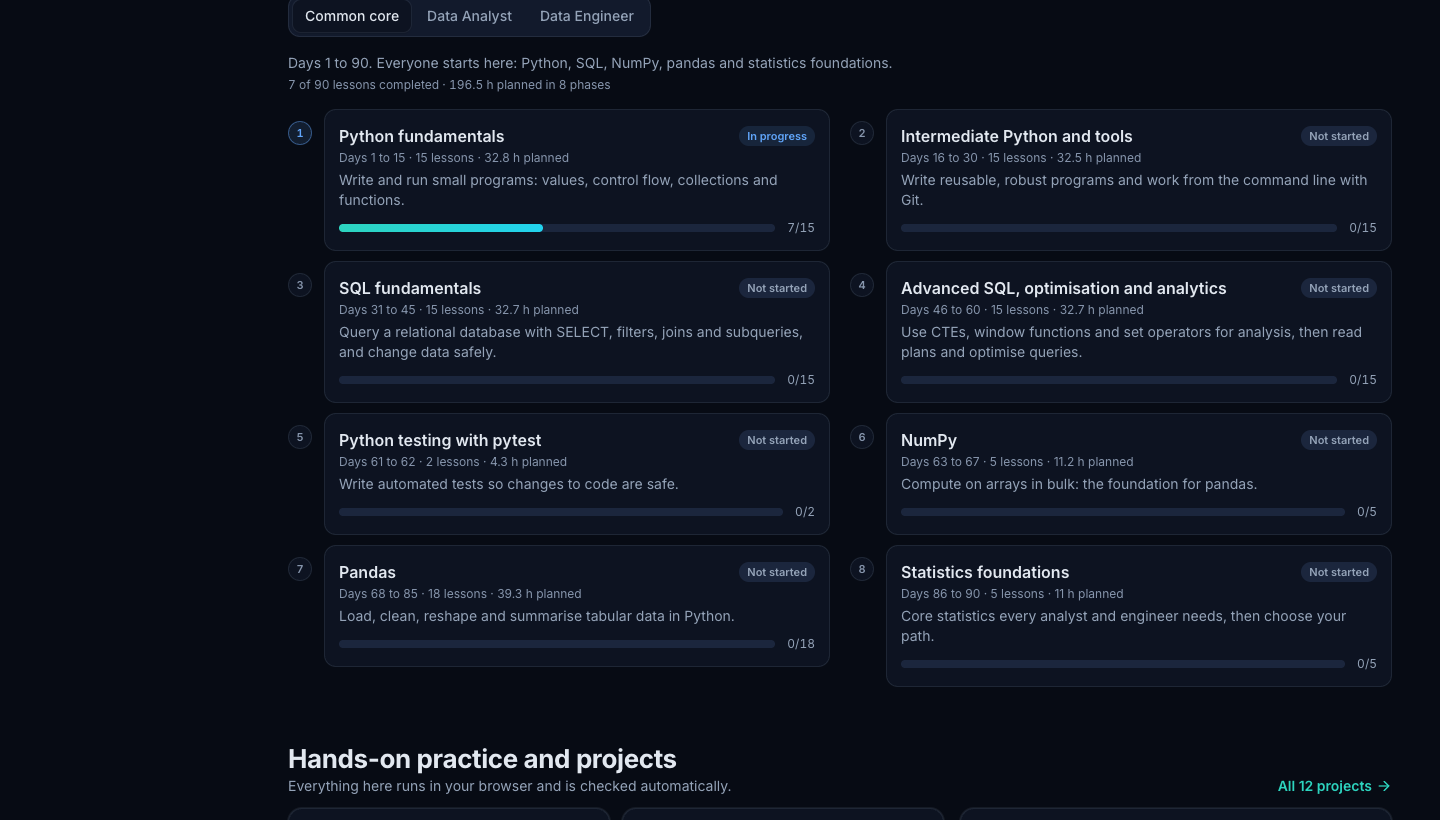 Common core
Data Analyst
Data Engineer
Days 1 to 90. Everyone starts here: Python, SQL, NumPy, pandas and statistics foundations.
7 of 90 lessons completed · 196.5 h planned in 8 phases
1
Python fundamentals
In progress
Days 1 to 15 · 15 lessons · 32.8 h planned
Write and run small programs: values, control flow, collections and
functions.
7/15
2
Intermediate Python and tools
Not started
Days 16 to 30 · 15 lessons · 32.5 h planned
Write reusable, robust programs and work from the command line with
Git.
0/15
3
SQL fundamentals
Not started
Days 31 to 45 · 15 lessons · 32.7 h planned
Query a relational database with SELECT, filters, joins and subqueries,
and change data safely.
0/15
4
Advanced SQL, optimisation and analytics
Not started
Days 46 to 60 · 15 lessons · 32.7 h planned
Use CTEs, window functions and set operators for analysis, then read
plans and optimise queries.
0/15
5
Python testing with pytest
Not started
Days 61 to 62 · 2 lessons · 4.3 h planned
Write automated tests so changes to code are safe.
0/2
6
NumPy
Not started
Days 63 to 67 · 5 lessons · 11.2 h planned
Compute on arrays in bulk: the foundation for pandas.
0/5
7
Pandas
Not started
Days 68 to 85 · 18 lessons · 39.3 h planned
Load, clean, reshape and summarise tabular data in Python.
0/18
8
Statistics foundations
Not started
Days 86 to 90 · 5 lessons · 11 h planned
Core statistics every analyst and engineer needs, then choose your
path.
0/5
Hands-on practice and projects
Everything here runs in your browser and is checked automatically.
All 12 projects →